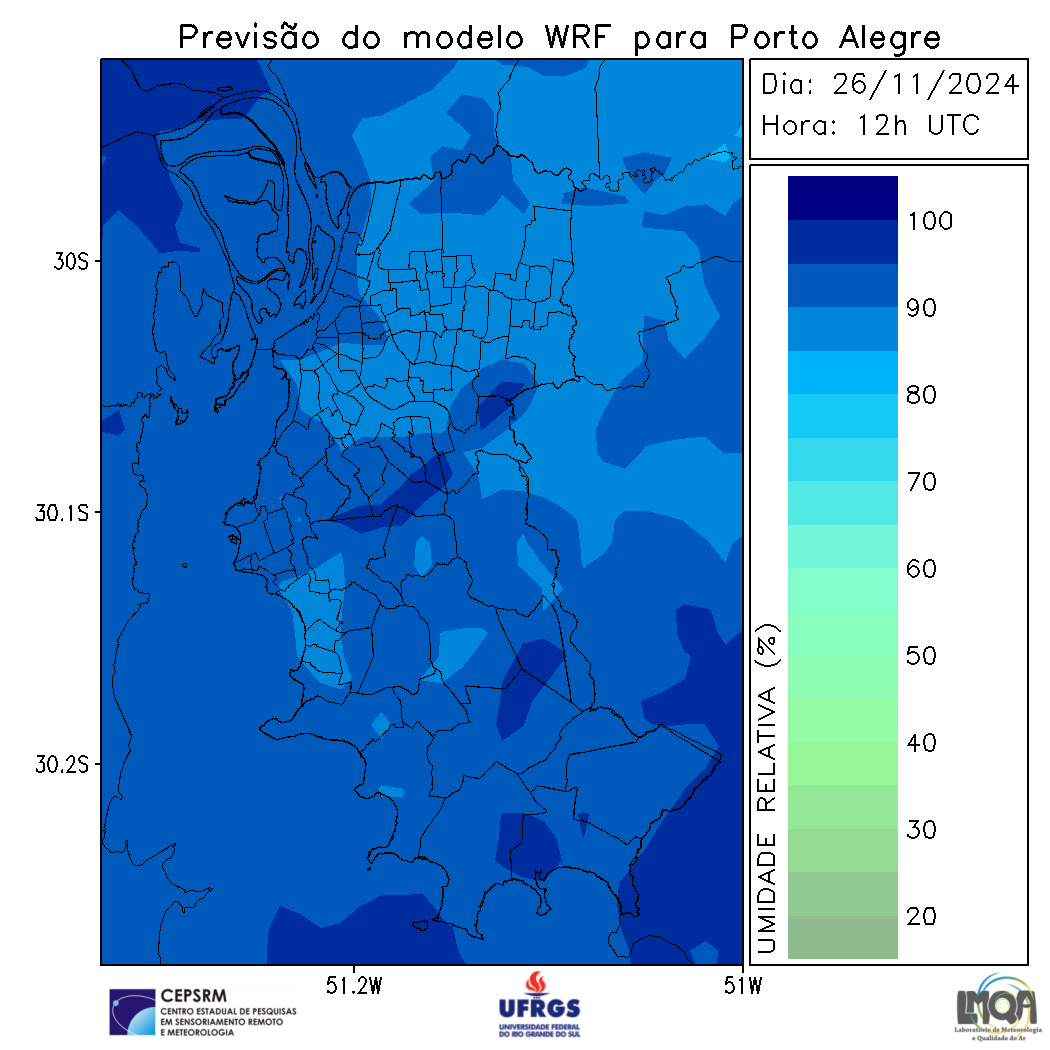 Previsão do modelo WRF para Porto Alegre
Dia: 26/11/2024
Hora: 12h UTC
100
90
80
70
60
50
40
30
20
UMIDADE RELATIVA (%)
30S
30.1S
30.2S
51.2W
51W
CEPSRM
CENTRO ESTADUAL DE PESQUISAS
EM SENSORIAMENTO REMOTO
E METEOROLOGIA
UFRGS
UNIVERSIDADE FEDERAL
DO RIO GRANDE DO SUL
LMQA
Laboratório de Meteorologia
e Qualidade do Ar